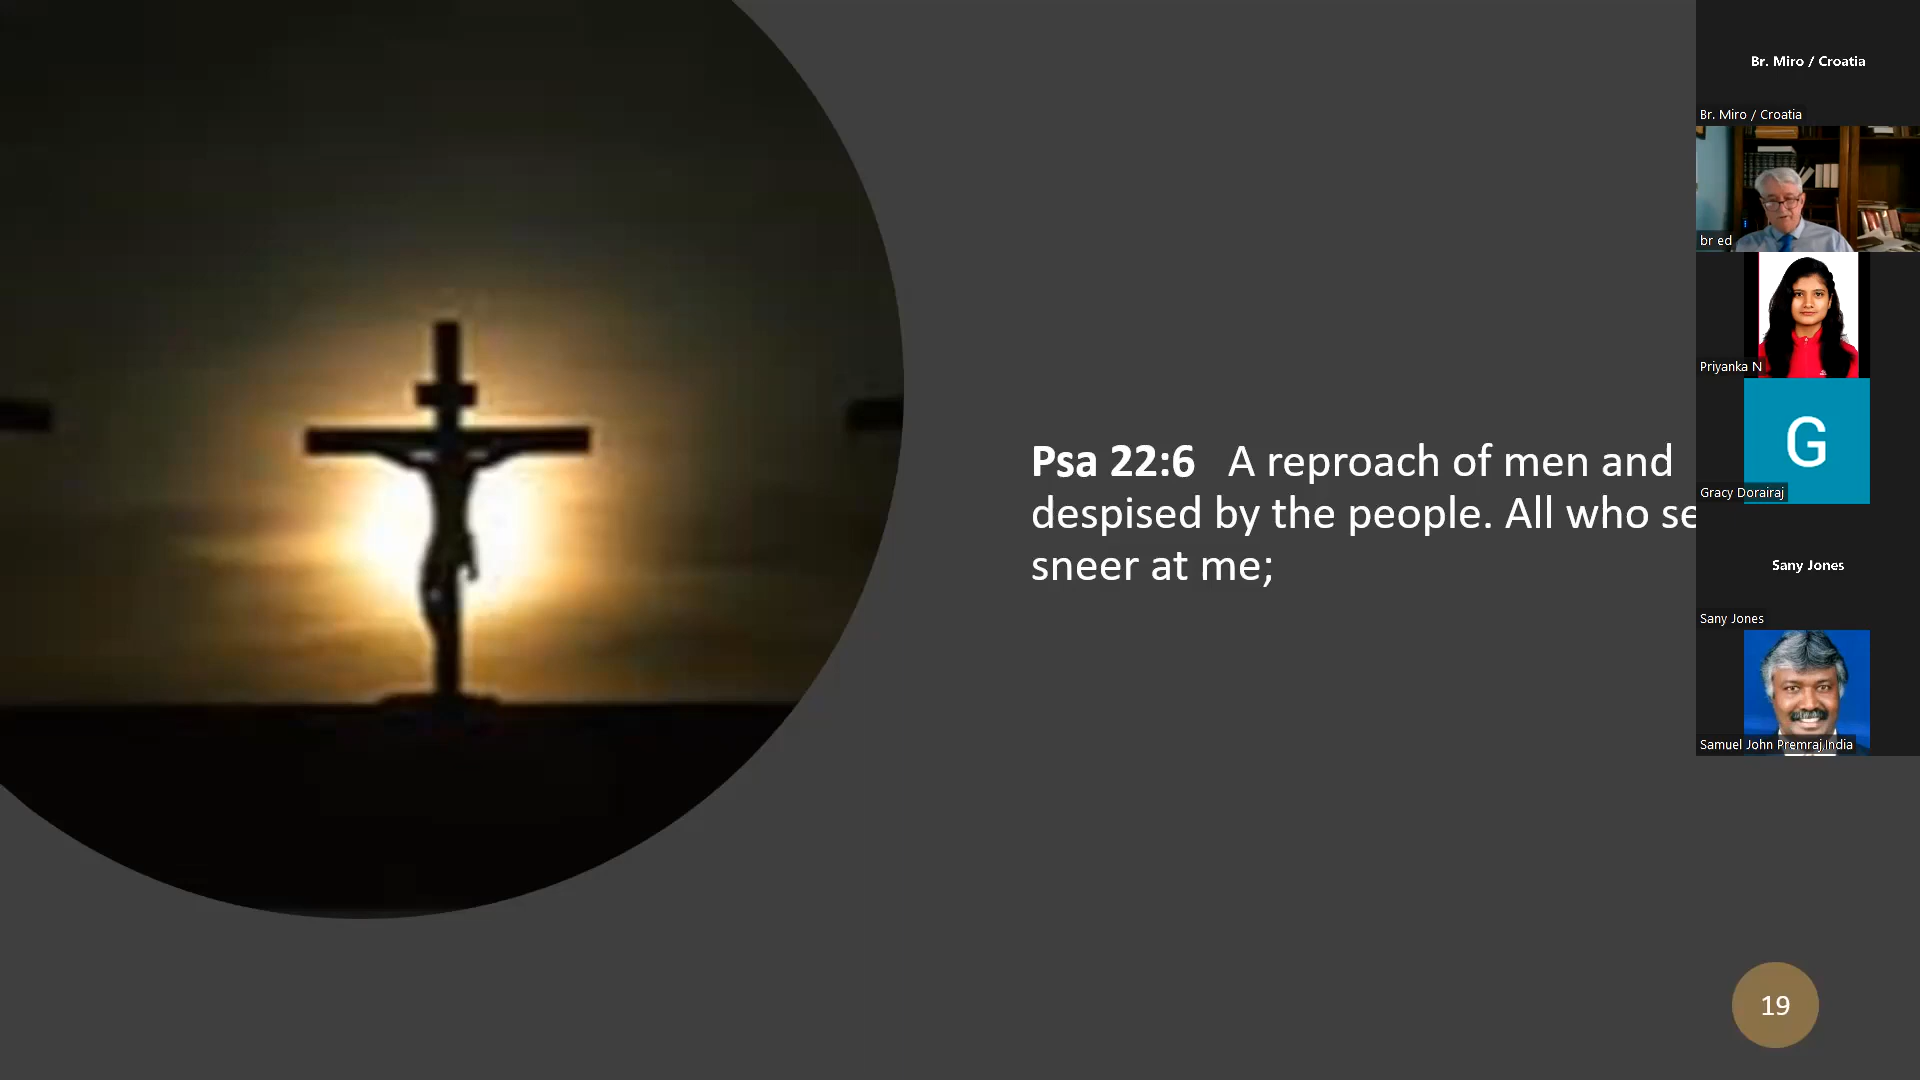 Psa 22:6   A reproach of men and
despised by the people. All who se
sneer at me;
19
Br. Miro / Croatia
Br. Miro / Croatia
br ed
Priyanka N
G
Gracy Dorairaj
Sany Jones
Sany Jones
Samuel John Premraj,India